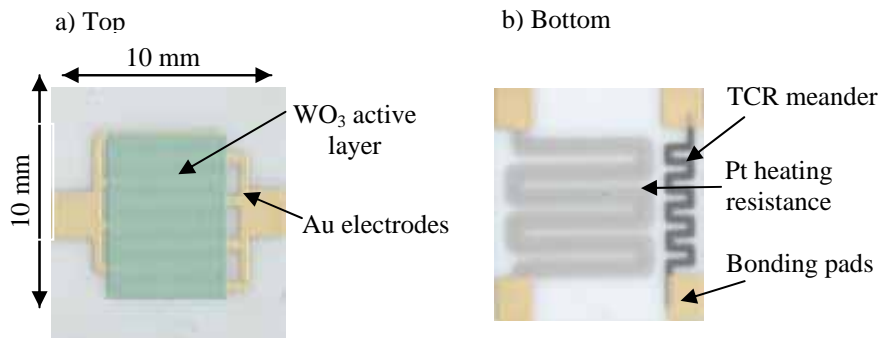 a) Top
10 mm
10 mm
WO₃ active
layer
Au electrodes
b) Bottom
TCR meander
Pt heating
resistance
Bonding pads